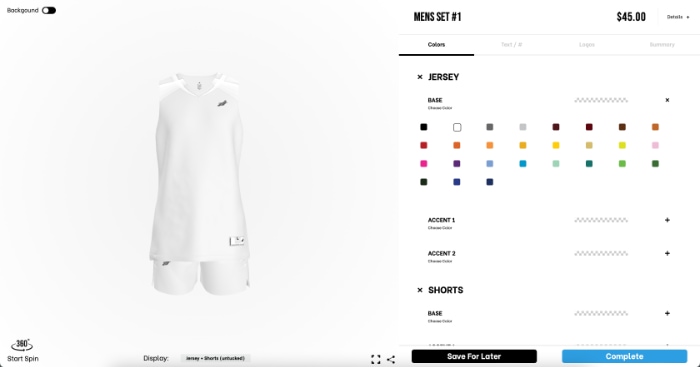 Backgound
MENS SET #1
$45.00
Details
Colors
Text / #
Logos
Summary
JERSEY
BASE
Choose Color
ACCENT 1
Choose Color
ACCENT 2
Choose Color
SHORTS
BASE
Choose Color
360°
Start Spin
Display:
Jersey + Shorts (untucked)
Save For Later
Complete